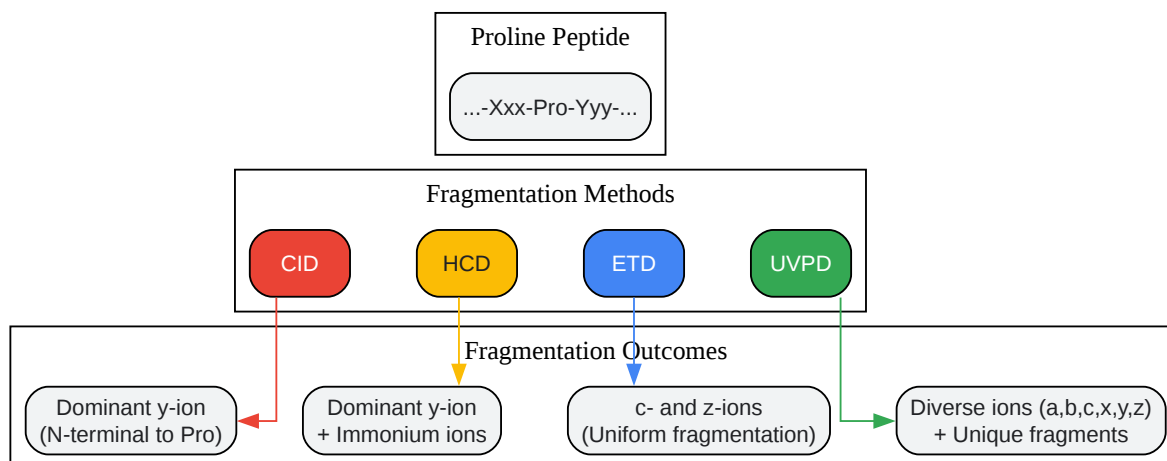 Proline Peptide
...-Xxx-Pro-Yyy-...
Fragmentation Methods
CID
HCD
ETD
UVPD
Fragmentation Outcomes
Dominant y-ion
(N-terminal to Pro)
Dominant y-ion
+ Immonium ions
c- and z-ions
(Uniform fragmentation)
Diverse ions (a,b,c,x,y,z)
+ Unique fragments